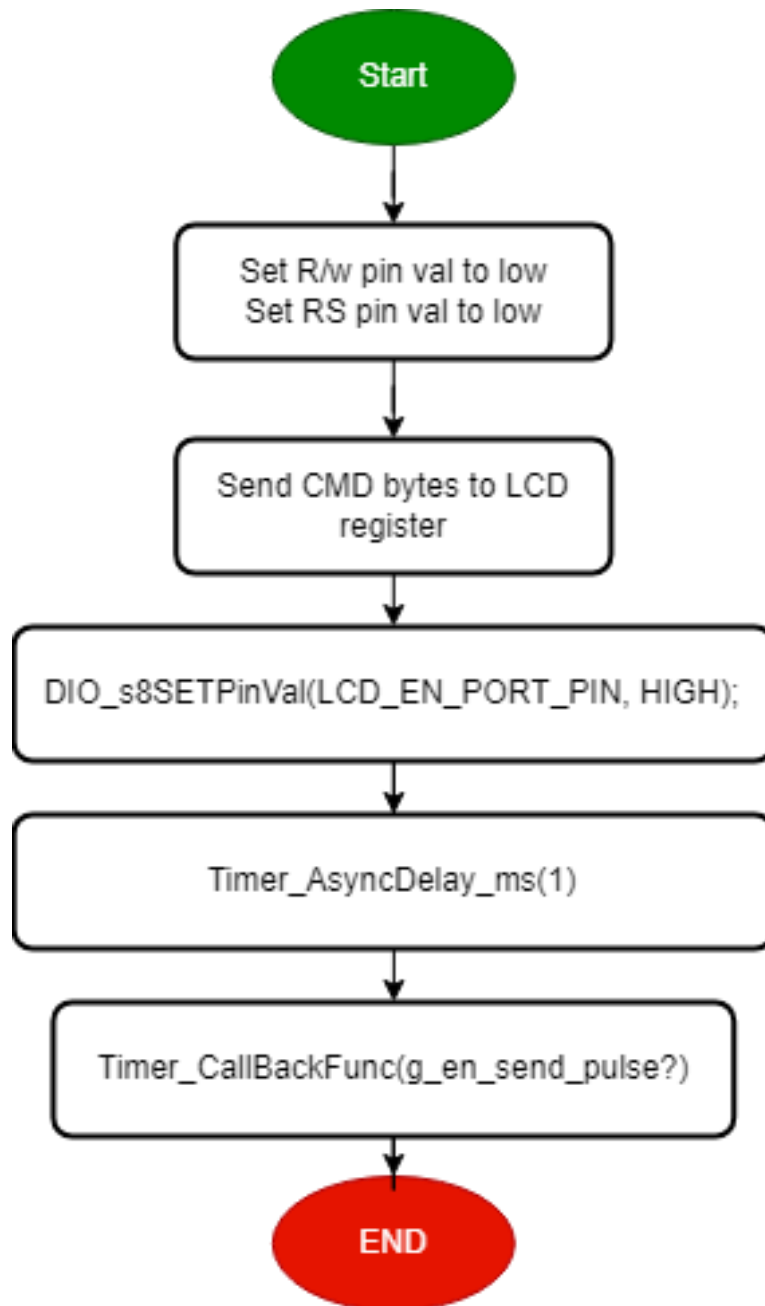 Start
Set R/w pin val to low
Set RS pin val to low
Send CMD bytes to LCD
register
DIO_s8SETPinVal(LCD_EN_PORT_PIN, HIGH);
Timer_AsyncDelay_ms(1)
Timer_CallBackFunc(g_en_send_pulse?)
END